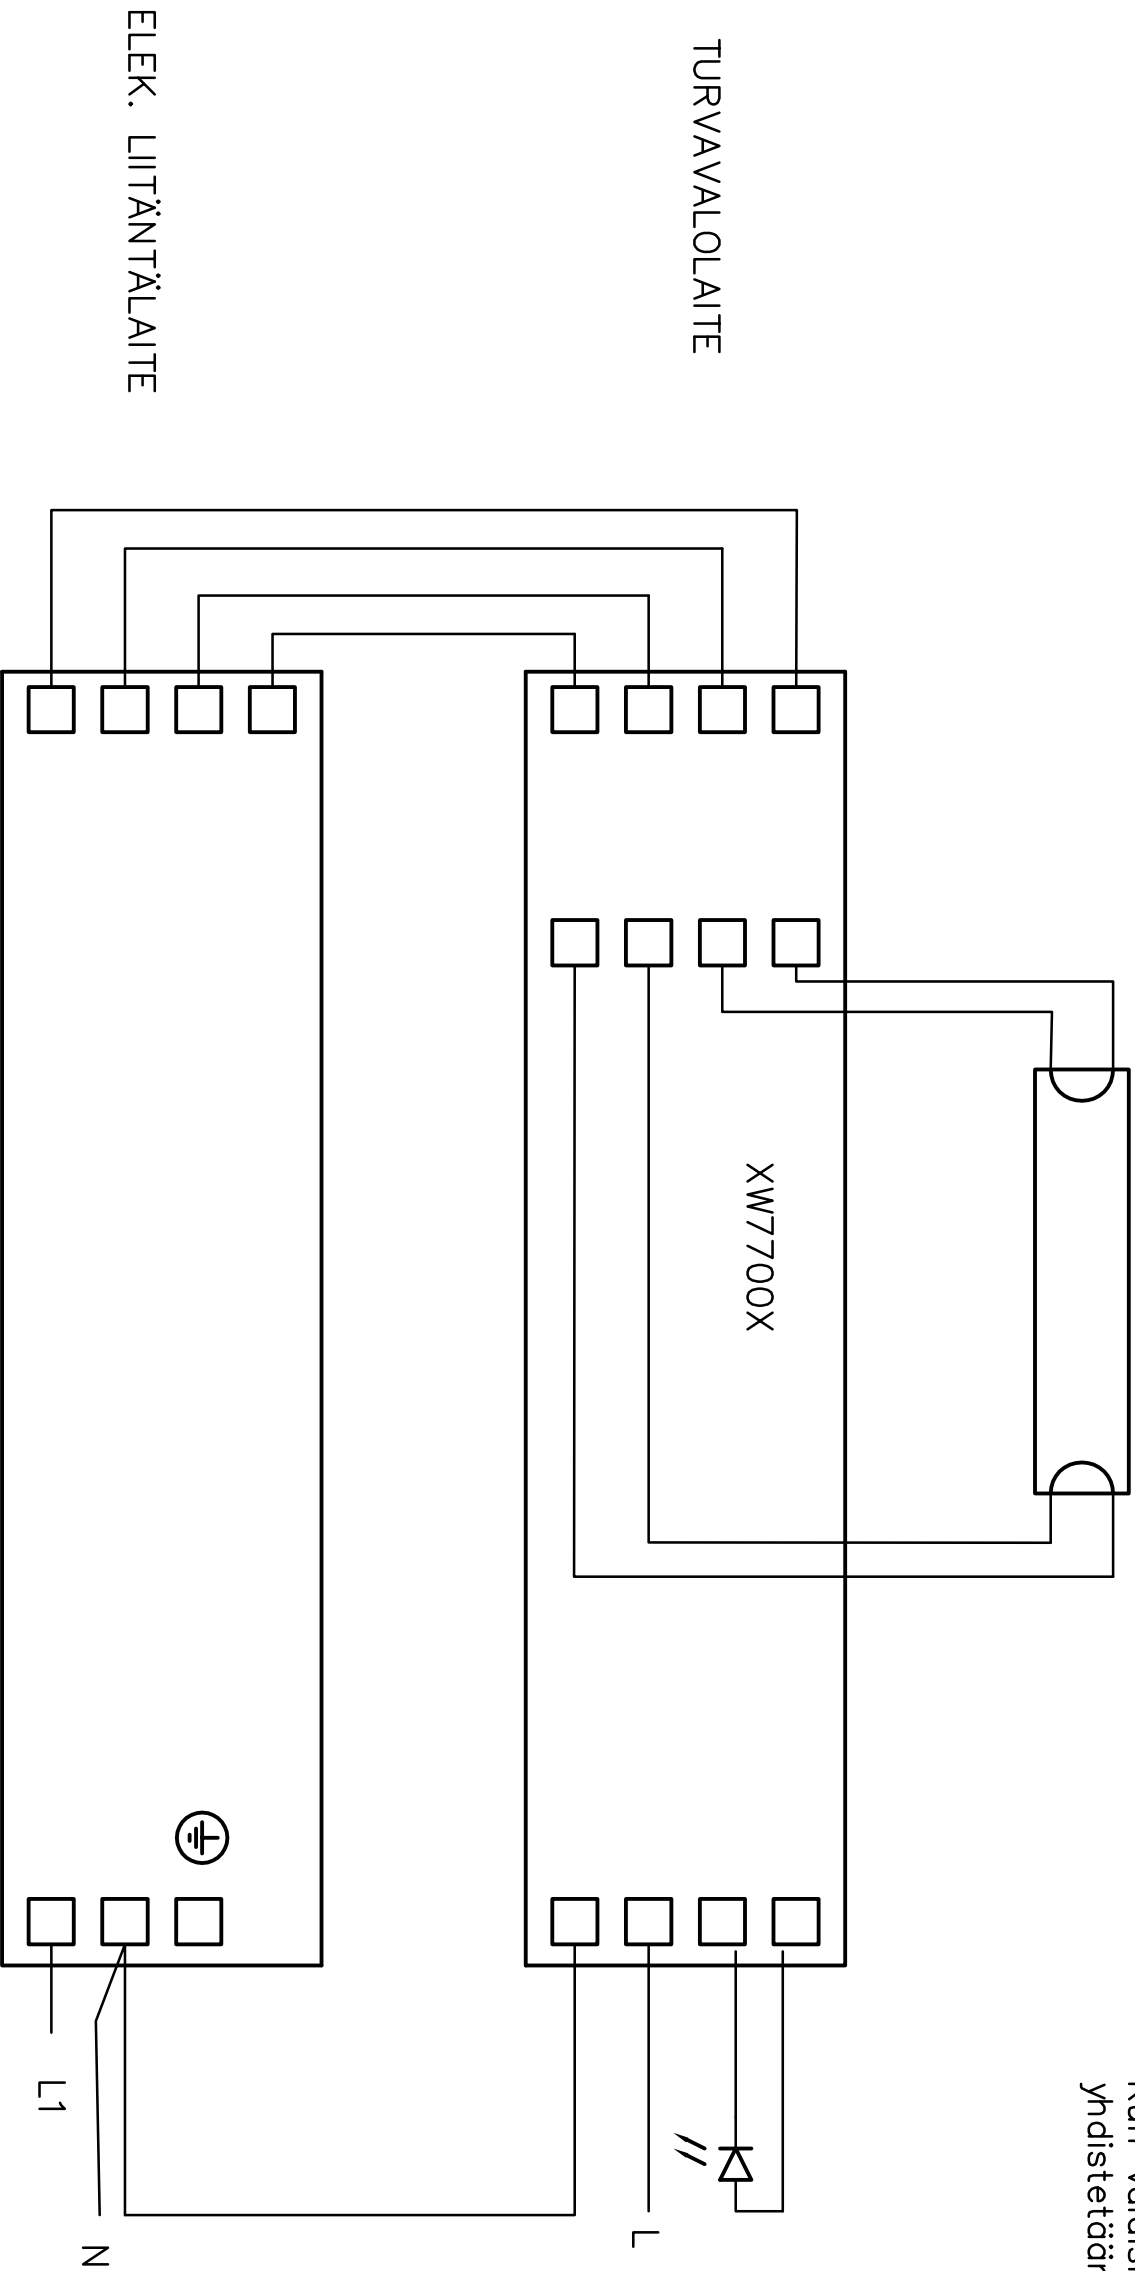 yhdistetään
TURVAVALOLAITE
XW7700X
L
ELEK. LIITÄNTÄLAITE
L1
N